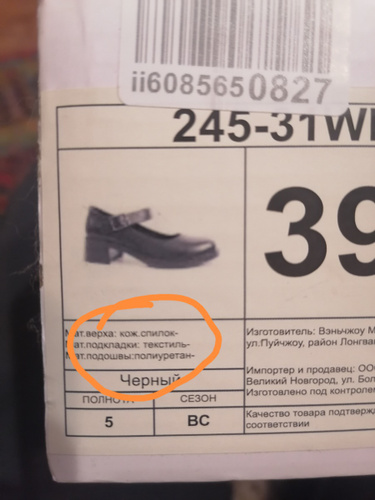 ii6085650827
245-31W
39
Мат.верха: кож.спилок-
Мат.подкладки: текстиль-
Мат.подошвы:полиуретан-
Черный
ПОЛНОТА СЕЗОН
5 ВС
Изготовитель: Вэньчжоу М
ул.Пуйчжоу, район Лонгва
Импортер и продавец: ООО
Великий Новгород, ул. Бол
Изготовлено под контролем
Качество товара подтверж
соответствии